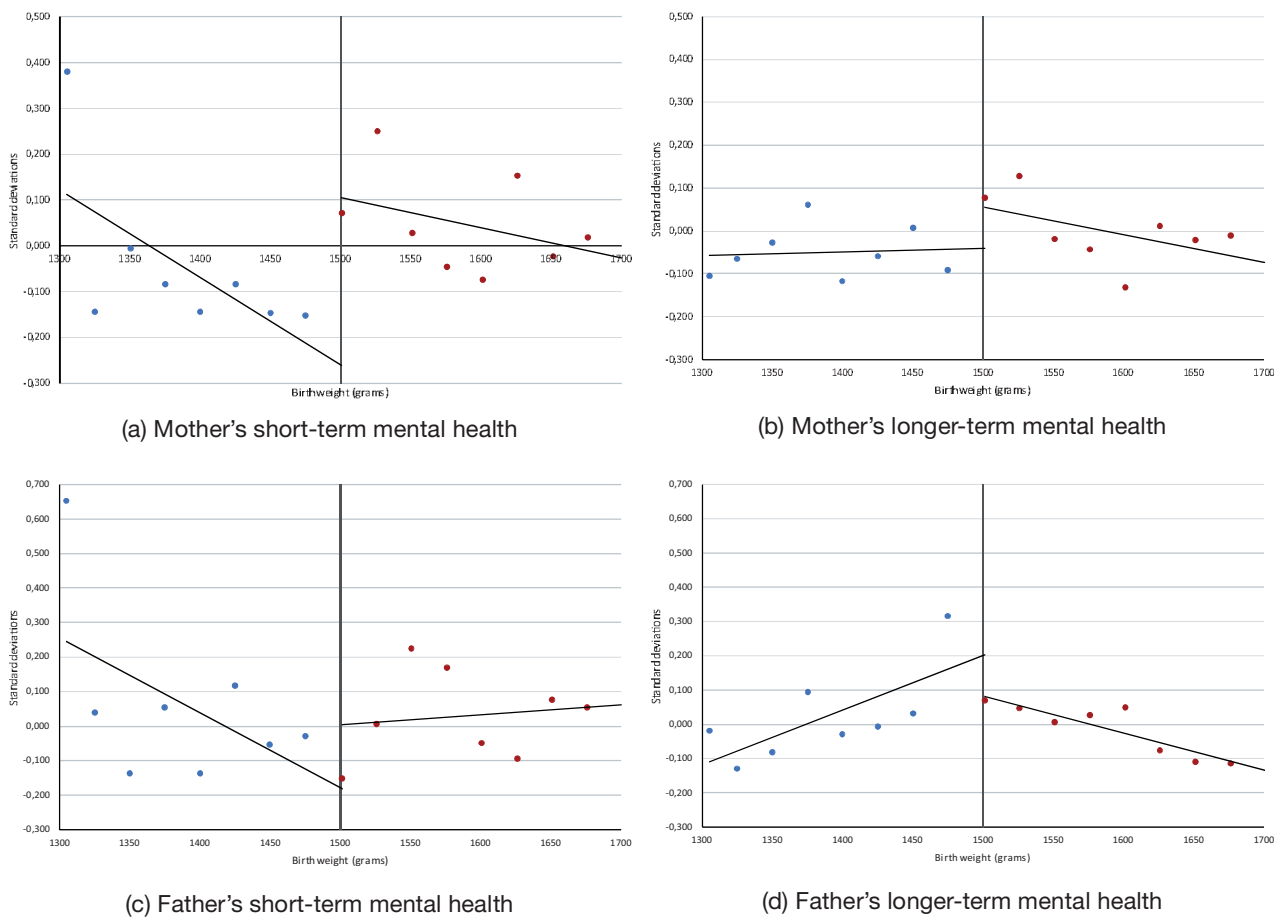 0,500
0,400
0,300
0,200
0,100
0,000
-0,100
-0,200
-0,300
Standard deviations
1300 1350 1400 1450 1500 1550 1600 1650 1700
Birthweight (grams)
(a) Mother's short-term mental health
0,500
0,400
0,300
0,200
0,100
0,000
-0,100
-0,200
-0,300
Standard deviations
1300 1350 1400 1450 1500 1550 1600 1650 1700
Birthweight (grams)
(b) Mother's longer-term mental health
0,700
0,600
0,500
0,400
0,300
0,200
0,100
0,000
-0,100
-0,200
-0,300
Standard deviations
1300 1350 1400 1450 1500 1550 1600 1650 1700
Birth weight (grams)
(c) Father's short-term mental health
0,700
0,600
0,500
0,400
0,300
0,200
0,100
0,000
-0,100
-0,200
-0,300
Standard deviations
1300 1350 1400 1450 1500 1550 1600 1650 1700
Birth weight (grams)
(d) Father's longer-term mental health